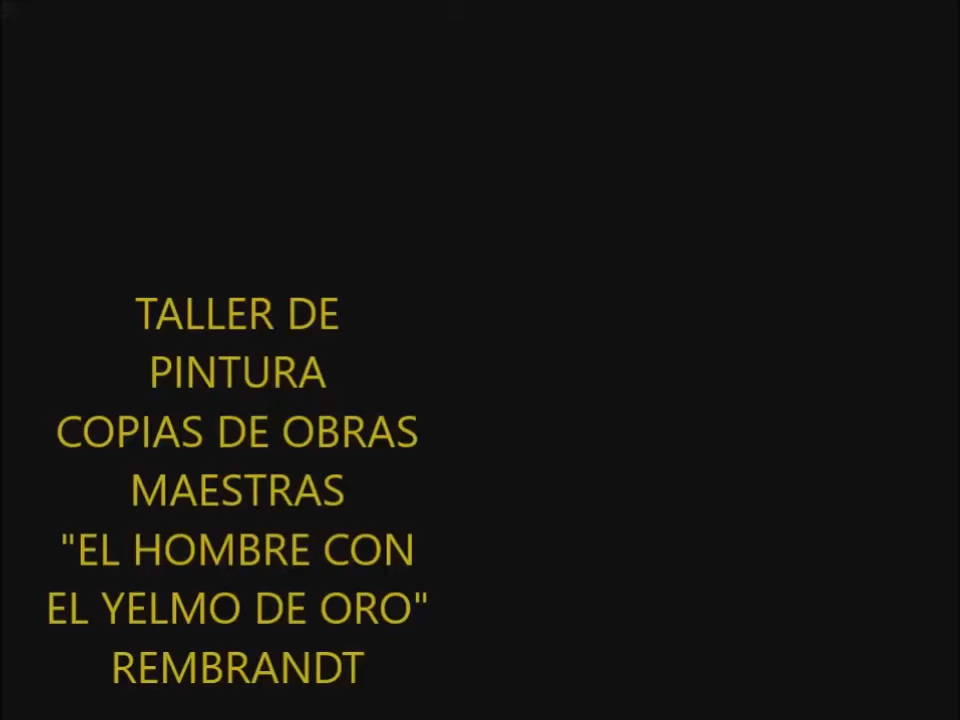 TALLER DE
PINTURA
COPIAS DE OBRAS
MAESTRAS
"EL HOMBRE CON
EL YELMO DE ORO"
REMBRANDT